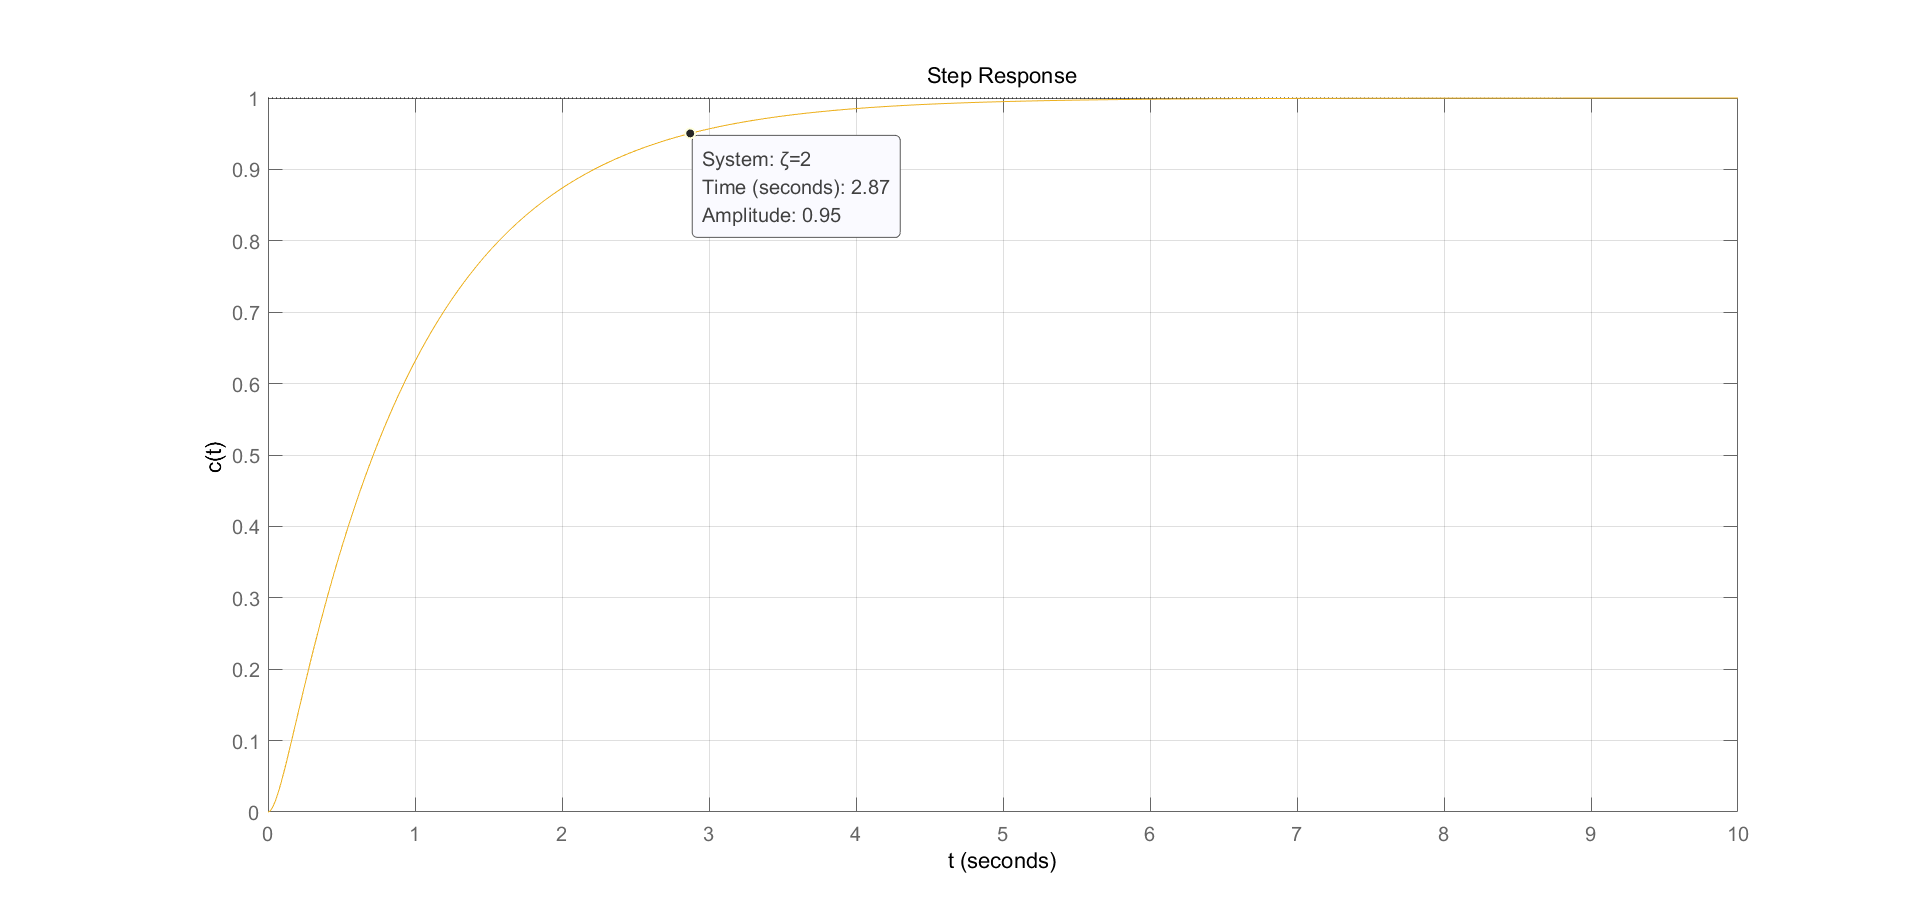 Step Response
1
0.9
0.8
0.7
0.6
0.5
0.4
0.3
0.2
0.1
0
c(t)
System: ζ=2
Time (seconds): 2.87
Amplitude: 0.95
0 1 2 3 4 5 6 7 8 9 10
t (seconds)